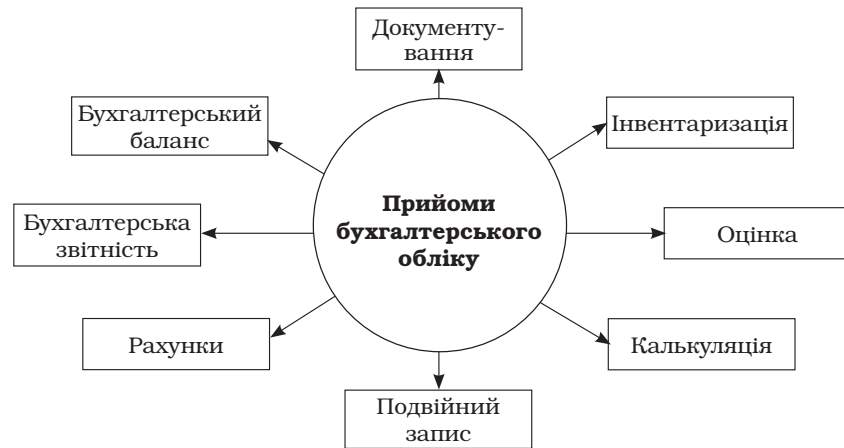 Документу-
вання
Бухгалтерський
баланс
Інвентаризація
Прийоми
бухгалтерського
обліку
Бухгалтерська
звітність
Оцінка
Рахунки
Калькуляція
Подвійний
запис